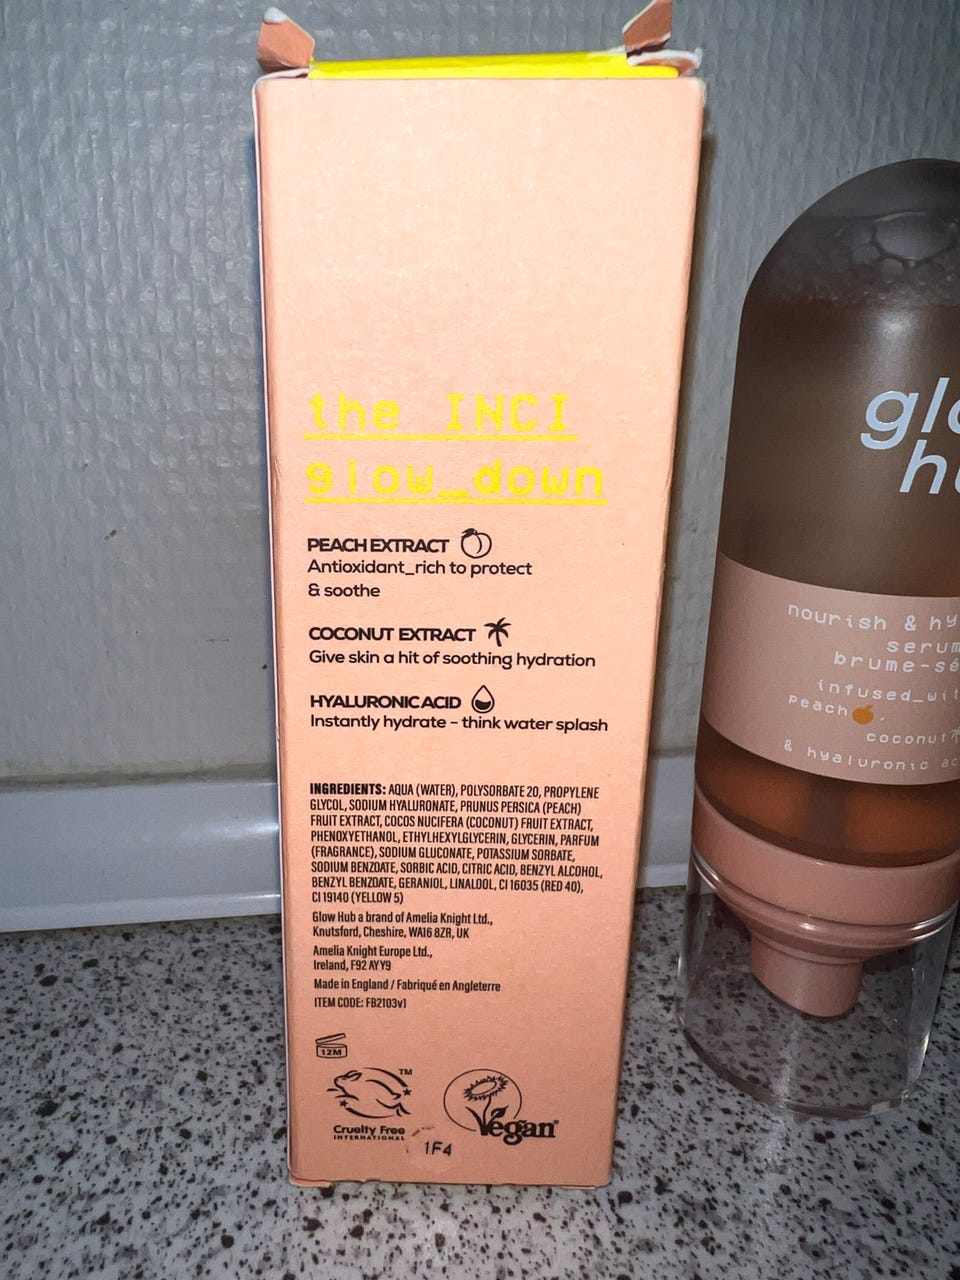 the_INCI
glow_down
PEACH EXTRACT
Antioxidant_rich to protect
& soothe
COCONUT EXTRACT
Give skin a hit of soothing hydration
HYALURONIC ACID
Instantly hydrate - think water splash
INGREDIENTS: AQUA (WATER), POLYSORBATE 20, PROPYLENE
GLYCOL, SODIUM HYALURONATE, PRUNUS PERSICA (PEACH)
FRUIT EXTRACT, COCOS NUCIFERA (COCONUT) FRUIT EXTRACT,
PHENOXYETHANOL, ETHYLHEXYLGLYCERIN, GLYCERIN, PARFUM
(FRAGRANCE), SODIUM GLUCONATE, POTASSIUM SORBATE,
SODIUM BENZOATE, SORBIC ACID, CITRIC ACID, BENZYL ALCOHOL,
BENZYL BENZOATE, GERANIOL, LINALOOL, CI 16035 (RED 40),
CI 19140 (YELLOW 5)
Glow Hub a brand of Amelia Knight Ltd.,
Knutsford, Cheshire, WA16 8ZR, UK
Amelia Knight Europe Ltd.,
Ireland, F92 AYY9
Made in England / Fabriqué en Angleterre
ITEM CODE: FB2103v1
12M
TM
Cruelty Free
INTERNATIONAL
Vegan®
1F4
glo
hu
nourish & hy
serum
brume-sé
infused_wit
peach,
coconut
& hyaluronic ac